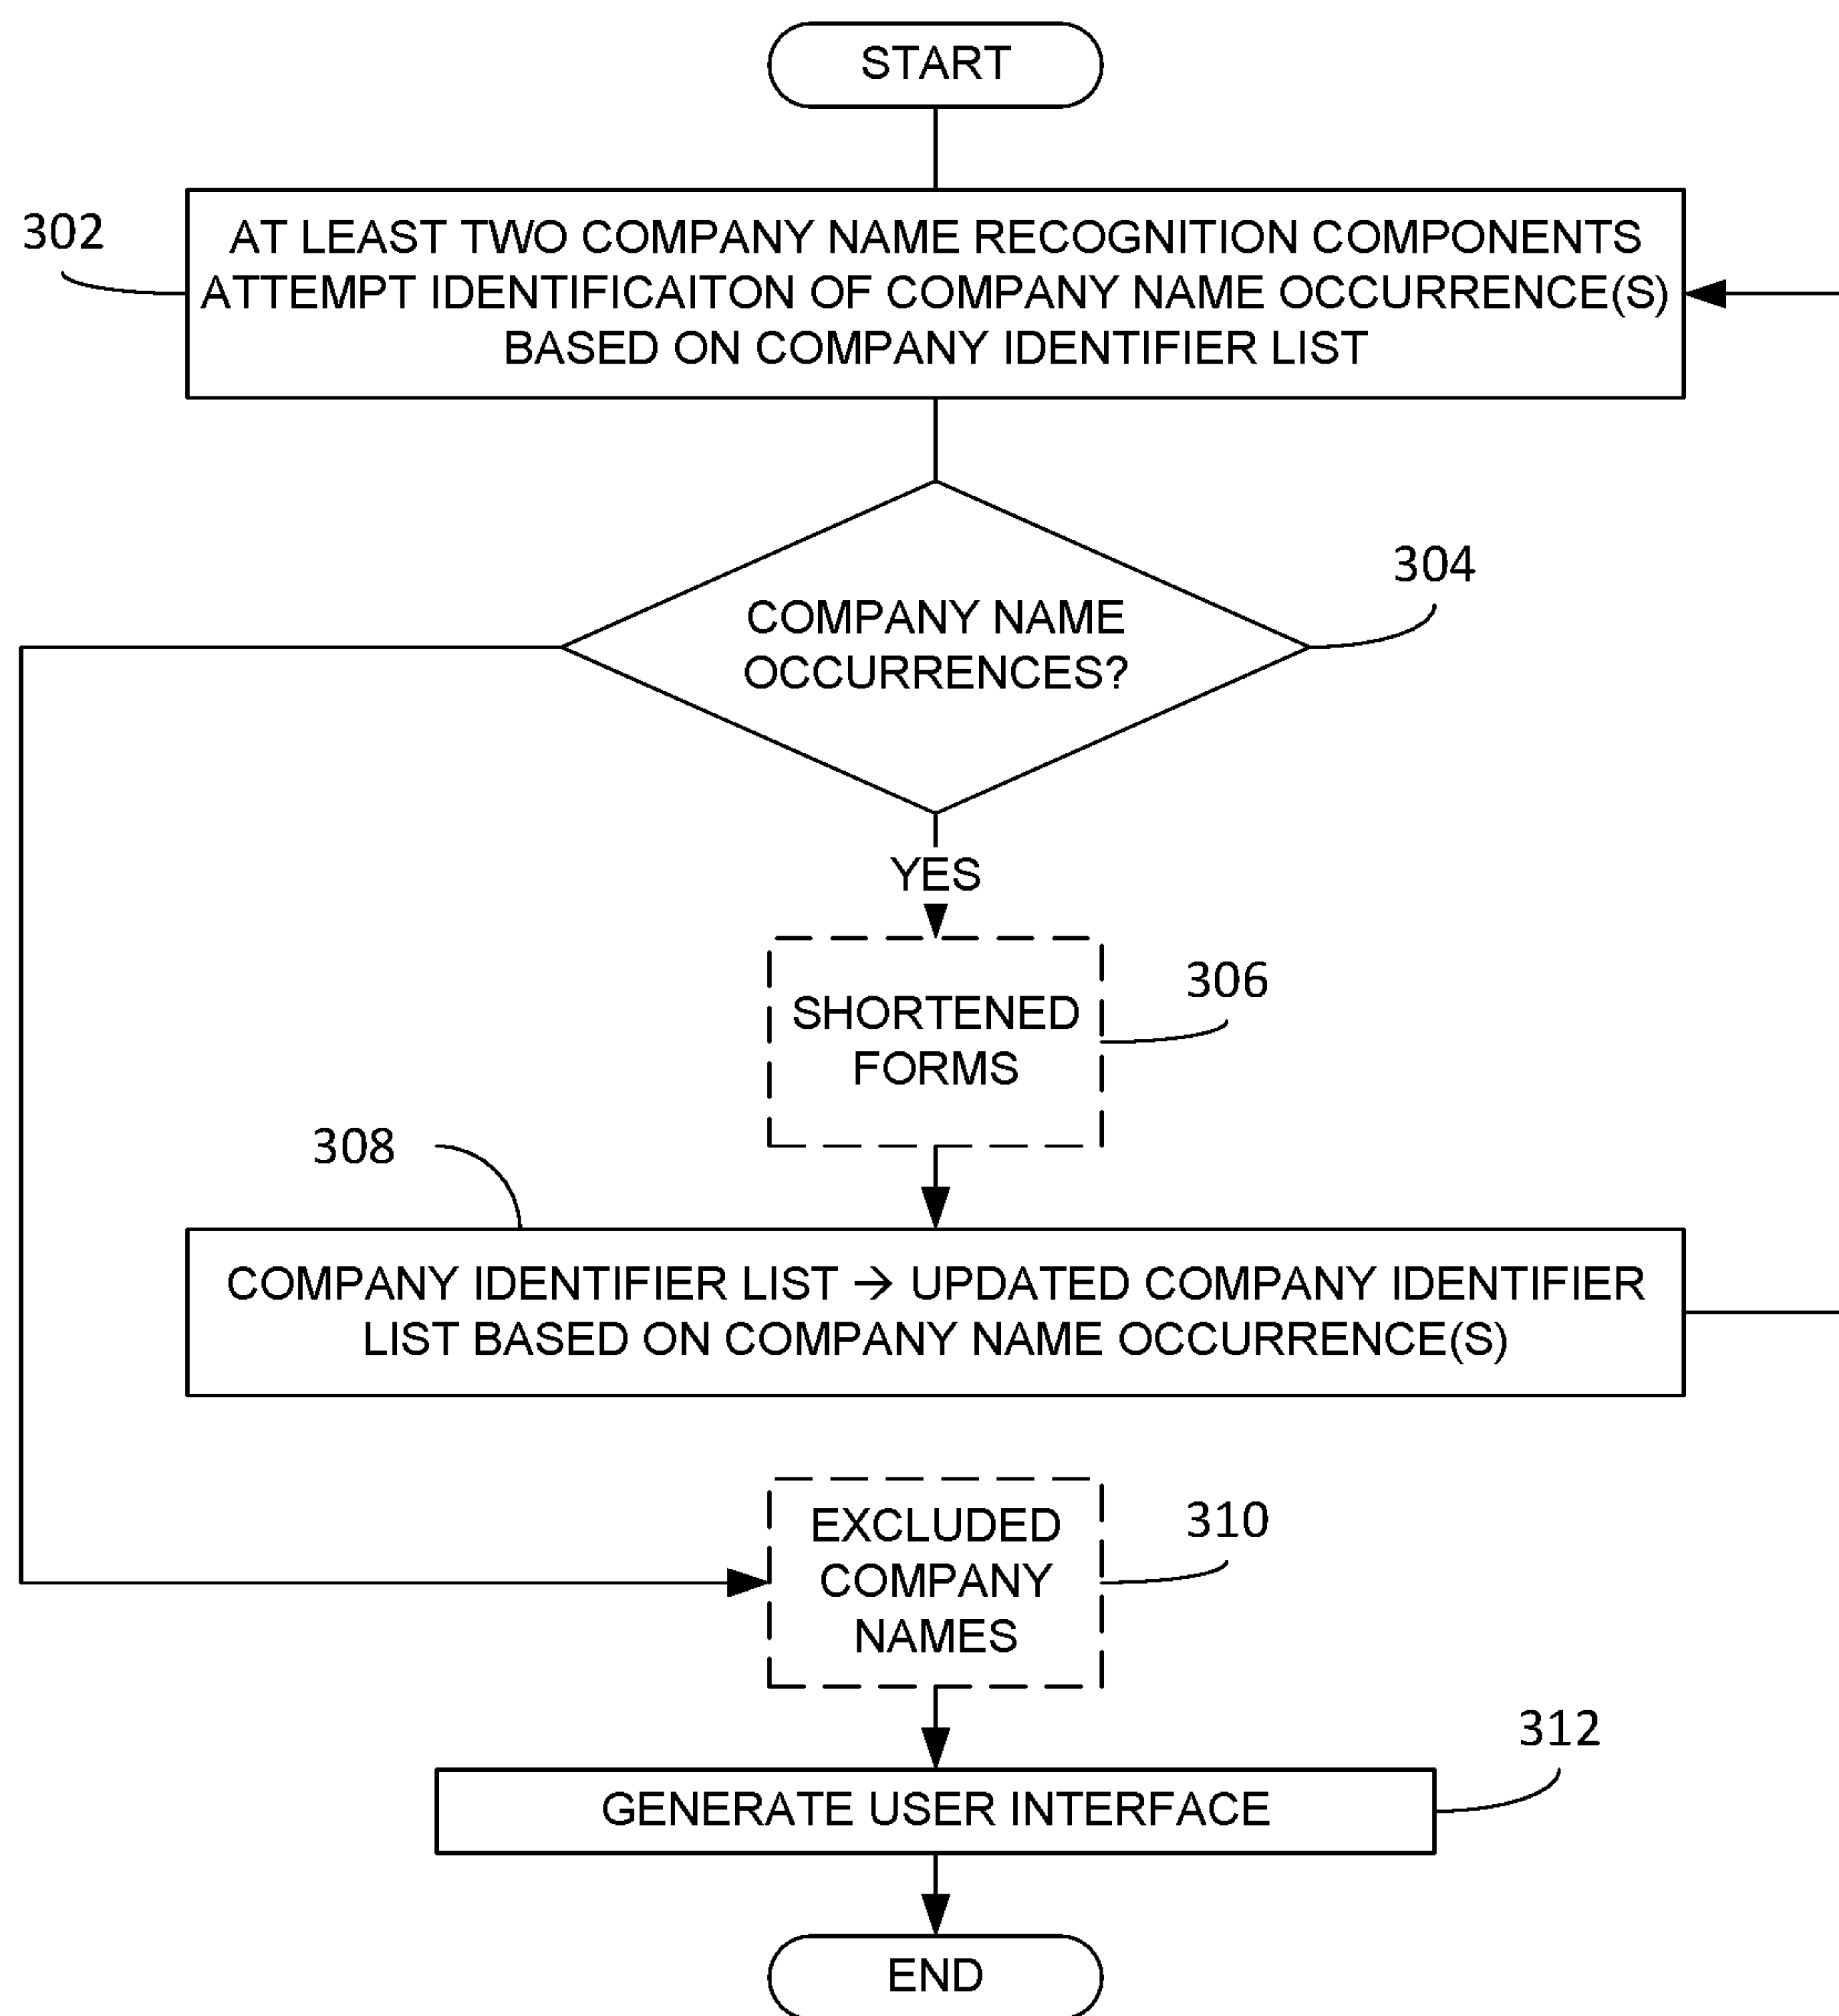 START
302
AT LEAST TWO COMPANY NAME RECOGNITION COMPONENTS
ATTEMPT IDENTIFICAITON OF COMPANY NAME OCCURRENCE(S)
BASED ON COMPANY IDENTIFIER LIST
304
COMPANY NAME
OCCURRENCES?
YES
306
SHORTENED
FORMS
308
COMPANY IDENTIFIER LIST → UPDATED COMPANY IDENTIFIER
LIST BASED ON COMPANY NAME OCCURRENCE(S)
310
EXCLUDED
COMPANY
NAMES
312
GENERATE USER INTERFACE
END